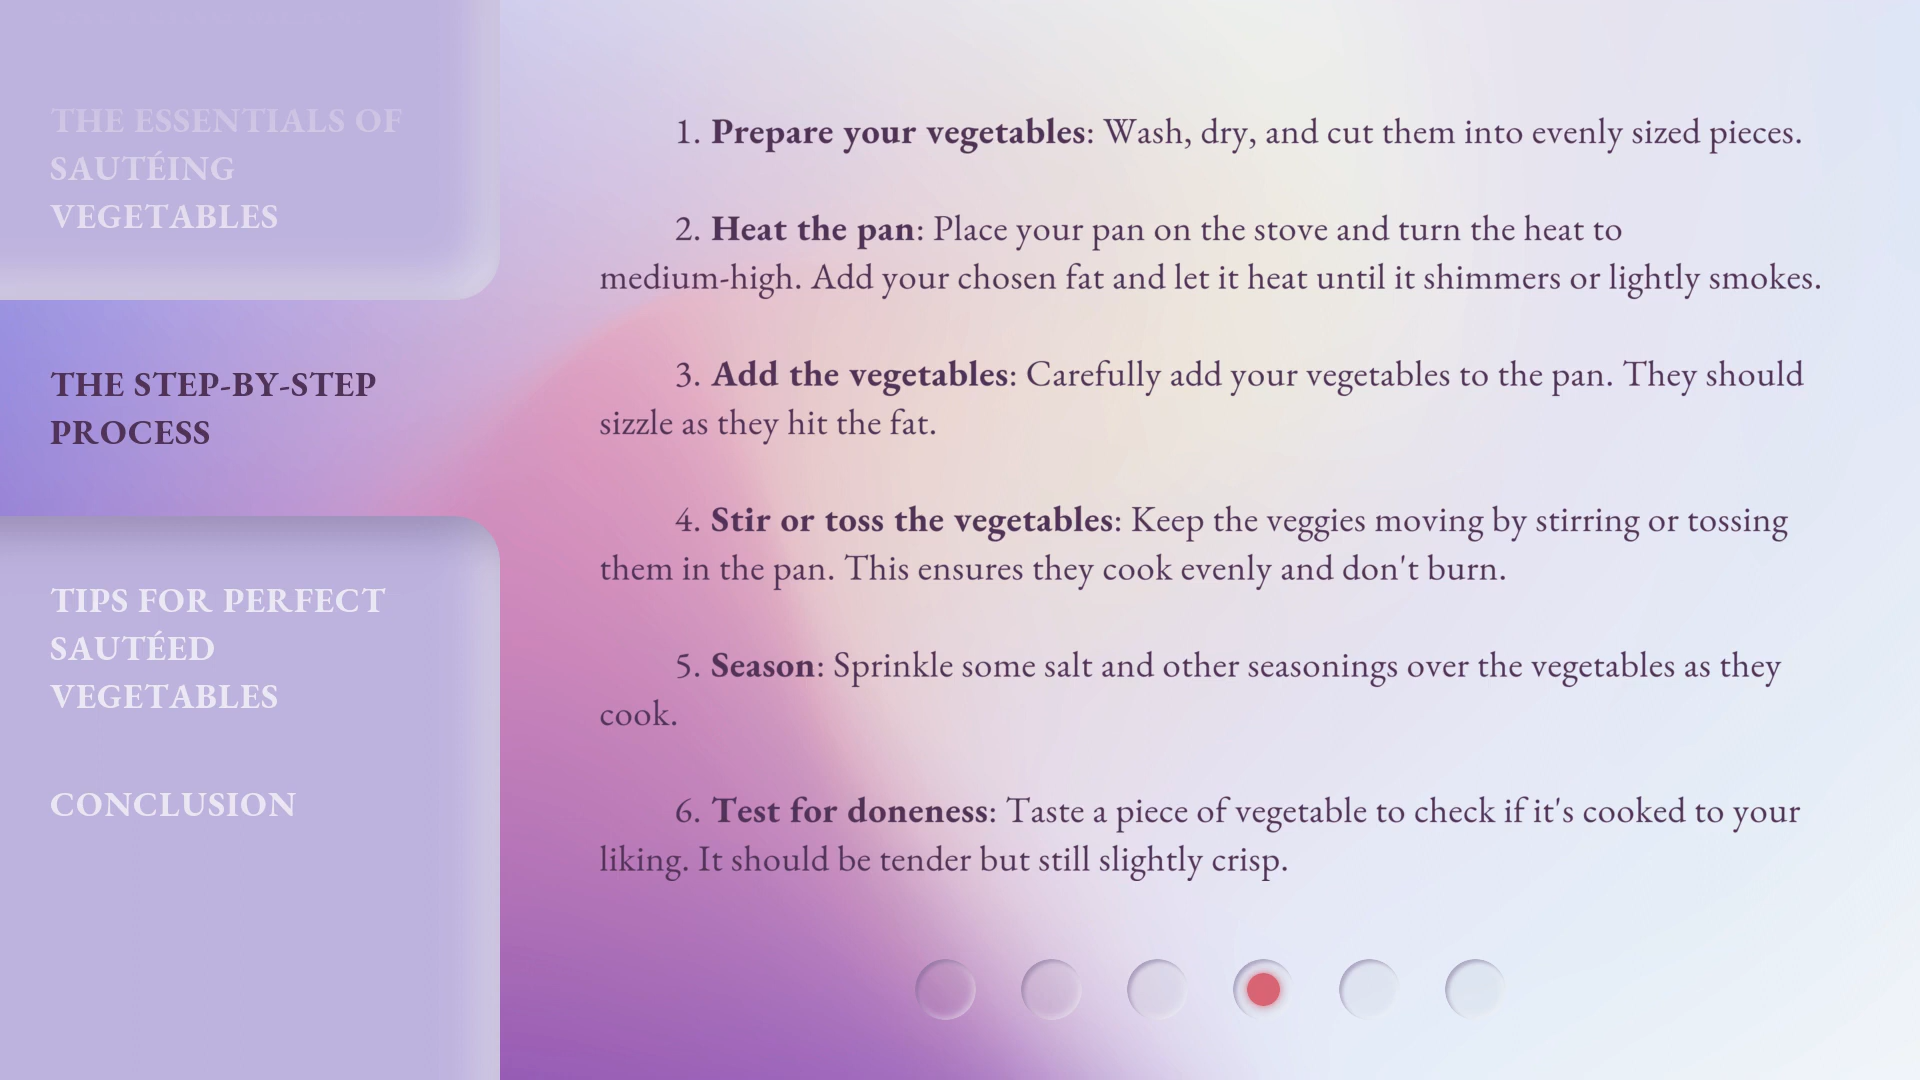 THE ESSENTIALS OF
SAUTÉING
VEGETABLES
THE STEP-BY-STEP
PROCESS
TIPS FOR PERFECT
SAUTÉED
VEGETABLES
CONCLUSION
1. Prepare your vegetables: Wash, dry, and cut them into evenly sized pieces.
2. Heat the pan: Place your pan on the stove and turn the heat to
medium-high. Add your chosen fat and let it heat until it shimmers or lightly smokes.
3. Add the vegetables: Carefully add your vegetables to the pan. They should
sizzle as they hit the fat.
4. Stir or toss the vegetables: Keep the veggies moving by stirring or tossing
them in the pan. This ensures they cook evenly and don't burn.
5. Season: Sprinkle some salt and other seasonings over the vegetables as they
cook.
6. Test for doneness: Taste a piece of vegetable to check if it's cooked to your
liking. It should be tender but still slightly crisp.